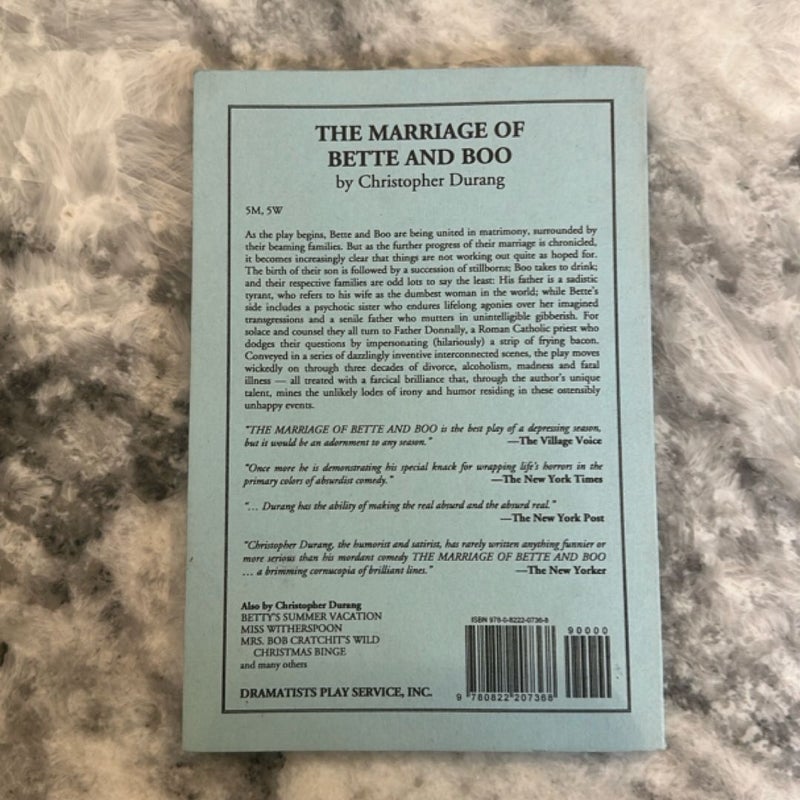 THE MARRIAGE OF
BETTE AND BOO
by Christopher Durang
5M, 5W
As the play begins, Bette and Boo are being united in matrimony, surrounded by
their beaming families. But as the further progress of their marriage is chronicled,
it becomes increasingly clear that things are not working out quite as hoped for.
The birth of their son is followed by a succession of stillborns; Boo takes to drink;
and their respective families are odd lots to say the least: His father is a sadistic
tyrant, who refers to his wife as the dumbest woman in the world; while Bette's
side includes a psychotic sister who endures lifelong agonies over her imagined
transgressions and a senile father who mutters in unintelligible gibberish. For
solace and counsel they all turn to Father Donnally, a Roman Catholic priest who
dodges their questions by impersonating (hilariously) a strip of frying bacon.
Conveyed in a series of dazzlingly inventive interconnected scenes, the play moves
wickedly on through three decades of divorce, alcoholism, madness and fatal
illness — all treated with a farcical brilliance that, through the author's unique
talent, mines the unlikely lodes of irony and humor residing in these ostensibly
unhappy events.
"THE MARRIAGE OF BETTE AND BOO is the best play of a depressing season,
but it would be an adornment to any season." —The Village Voice
"Once more he is demonstrating his special knack for wrapping life's horrors in the
primary colors of absurdist comedy." —The New York Times
"... Durang has the ability of making the real absurd and the absurd real."
—The New York Post
"Christopher Durang, the humorist and satirist, has rarely written anything funnier or
more serious than his mordant comedy THE MARRIAGE OF BETTE AND BOO
... a brimming cornucopia of brilliant lines." —The New Yorker
Also by Christopher Durang
BETTY'S SUMMER VACATION
MISS WITHERSPOON
MRS. BOB CRATCHIT'S WILD
CHRISTMAS BINGE
and many others
DRAMATISTS PLAY SERVICE, INC.
ISBN 978-0-8222-0736-8
90000
9 780822 207368